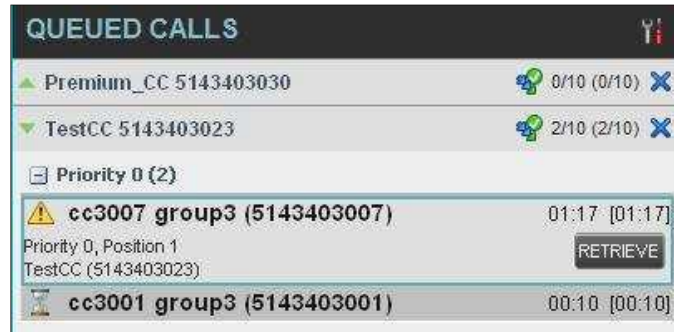 QUEUED CALLS
Premium_CC 5143403030 0/10 (0/10)
TestCC 5143403023 2/10 (2/10)
Priority 0 (2)
cc3007 group3 (5143403007) 01:17 [01:17]
Priority 0, Position 1
RETRIEVE
TestCC (5143403023)
cc3001 group3 (5143403001) 00:10 [00:10]